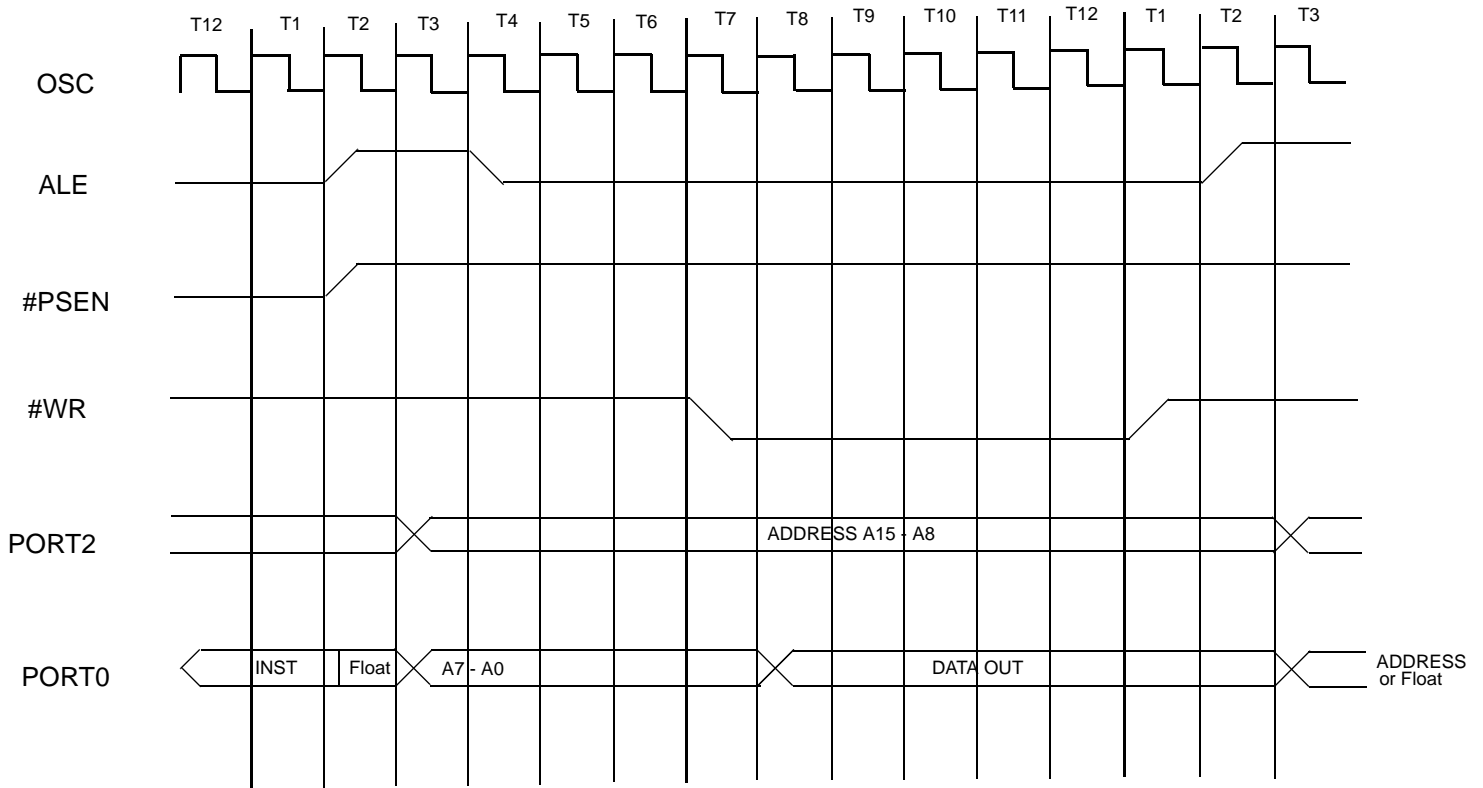 T12 T1 T2 T3 T4 T5 T6 T7 T8 T9 T10 T11 T12 T1 T2 T3
OSC
ALE
#PSEN
#WR
PORT2 ADDRESS A15 - A8
PORT0 INST Float A7 - A0 DATA OUT ADDRESS
or Float